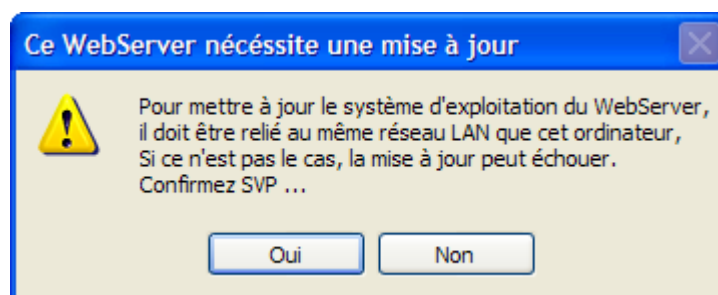 Ce WebServer nécéssite une mise à jour
Pour mettre à jour le système d'exploitation du WebServer,
il doit être relié au même réseau LAN que cet ordinateur,
Si ce n'est pas le cas, la mise à jour peut échouer.
Confirmez SVP ...
Oui
Non